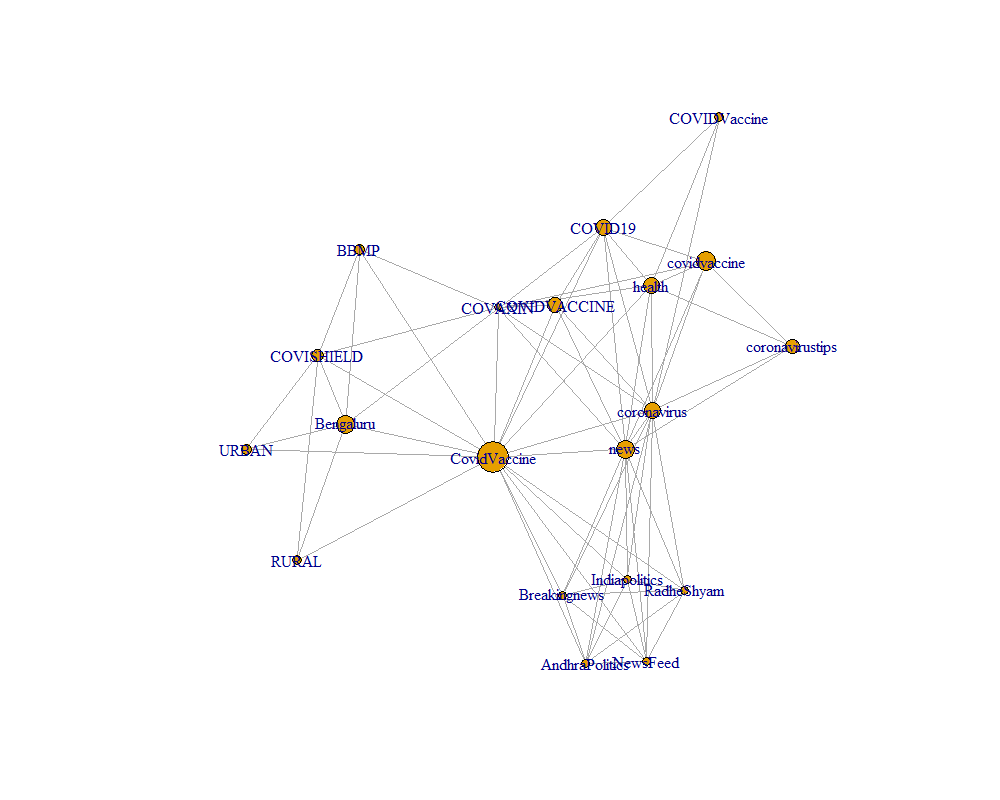 COVIDVaccine
COVID19
BBMP
covidvaccine
health
COVAXIN
COVIDVACCINE
coronavirustips
COVISHIELD
coronavirus
Bengaluru
URBAN
news
CovidVaccine
RURAL
Indiapolitics
Breakingnews
RadheShyam
AndhraPolitics
NewsFeed